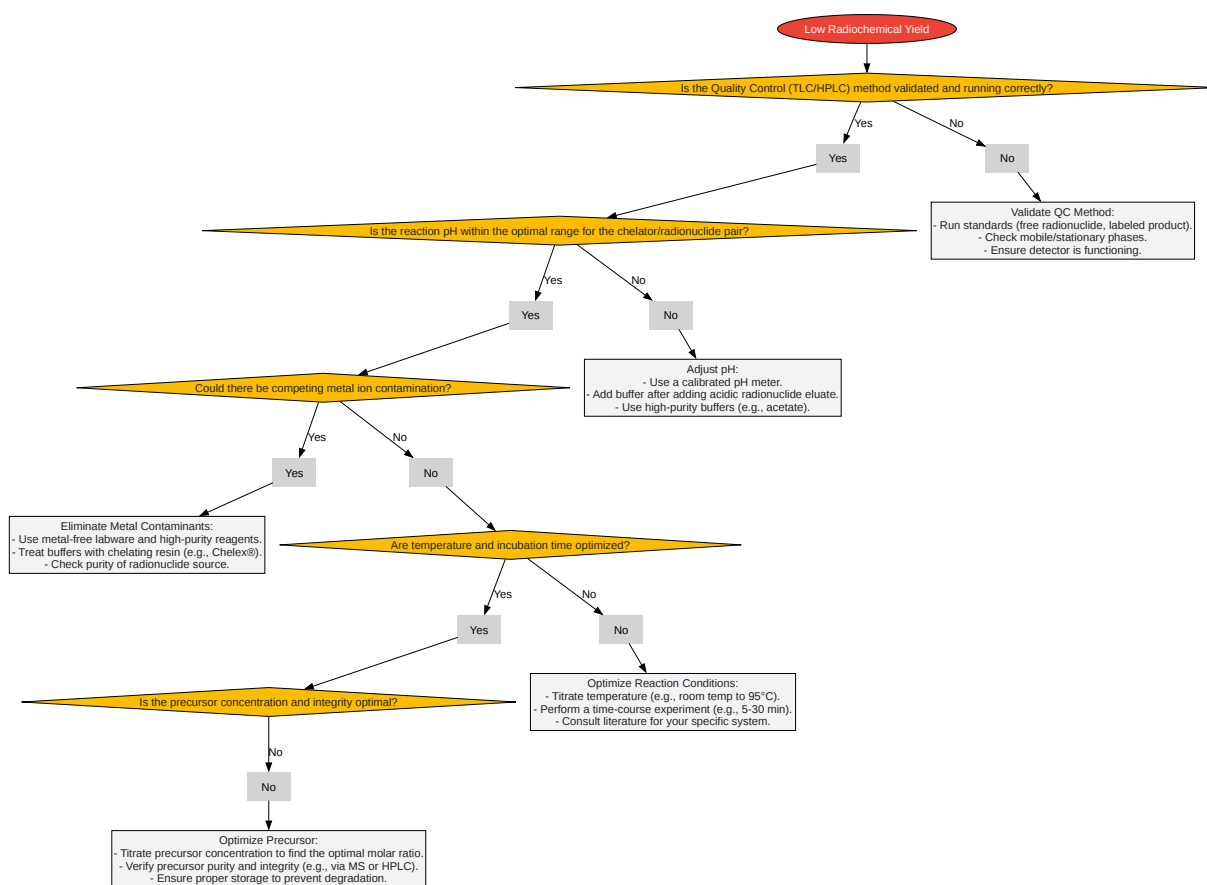 Low Radiochemical Yield
Is the Quality Control (TLC/HPLC) method validated and running correctly?
Yes
No
Yes
No
Validate QC Method:
- Run standards (free radionuclide, labeled product).
- Check mobile/stationary phases.
- Ensure detector is functioning.
Is the reaction pH within the optimal range for the chelator/radionuclide pair?
Yes
No
Yes
No
Adjust pH:
- Use a calibrated pH meter.
- Add buffer after adding acidic radionuclide eluate.
- Use high-purity buffers (e.g., acetate).
Could there be competing metal ion contamination?
Yes
No
Yes
No
Eliminate Metal Contaminants:
- Use metal-free labware and high-purity reagents.
- Treat buffers with chelating resin (e.g., Chelex®).
- Check purity of radionuclide source.
Are temperature and incubation time optimized?
Yes
No
Yes
No
Optimize Reaction Conditions:
- Titrate temperature (e.g., room temp to 95°C).
- Perform a time-course experiment (e.g., 5-30 min).
- Consult literature for your specific system.
Is the precursor concentration and integrity optimal?
No
No
Optimize Precursor:
- Titrate precursor concentration to find the optimal molar ratio.
- Verify precursor purity and integrity (e.g., via MS or HPLC).
- Ensure proper storage to prevent degradation.